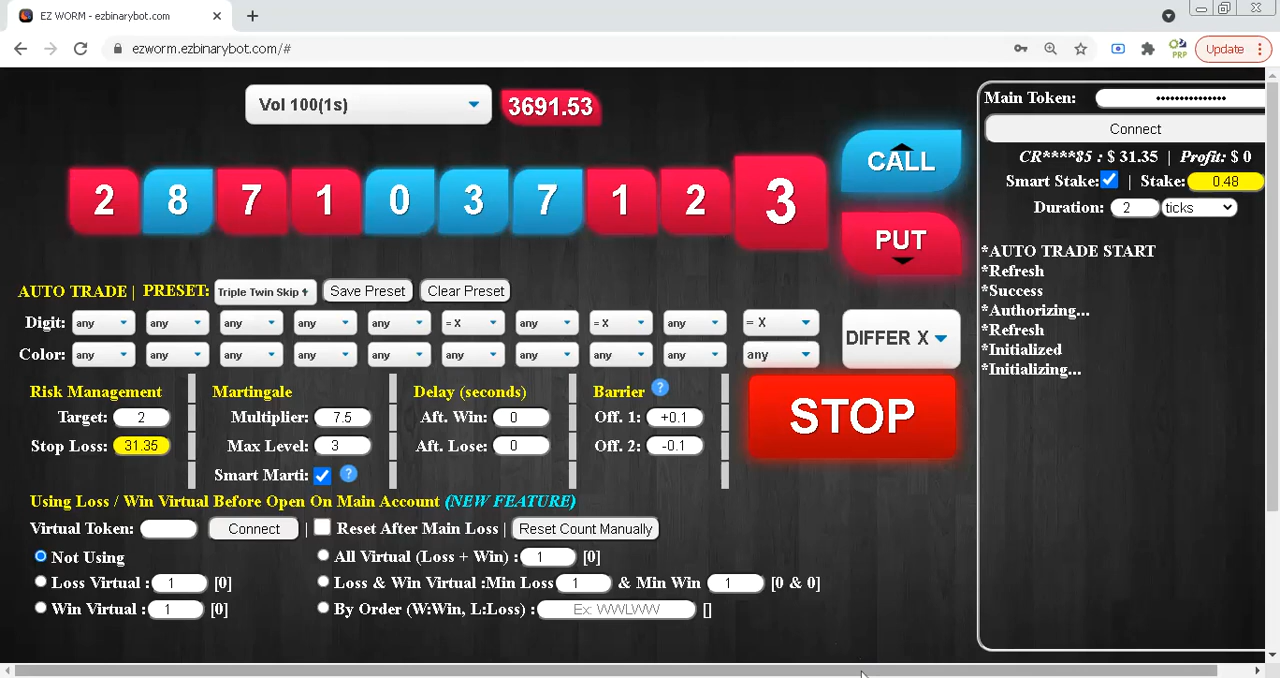 EZ WORM - ezbinarybot.com
ezworm.ezbinarybot.com/#
PRP
Update
Vol 100(1s)
3691.53
2 8 7 1 0 3 7 1 2 3
CALL
PUT
AUTO TRADE | PRESET: Triple Twin Skip Save Preset Clear Preset
Digit: any any any any any = X any = X any = X
Color: any any any any any any any any any any
DIFFER X
Risk Management Martingale Delay (seconds) Barrier ?
Target: 2 Multiplier: 7.5 Aft. Win: 0 Off. 1: +0.1
Stop Loss: 31.35 Max Level: 3 Aft. Lose: 0 Off. 2: -0.1
Smart Marti: ?
STOP
Using Loss / Win Virtual Before Open On Main Account (NEW FEATURE)
Virtual Token: Connect | Reset After Main Loss | Reset Count Manually
Not Using All Virtual (Loss + Win) : 1 [0]
Loss Virtual : 1 [0] Loss & Win Virtual :Min Loss 1 & Min Win 1 [0 & 0]
Win Virtual : 1 [0] By Order (W:Win, L:Loss) : Ex: WWLWW []
Main Token: ••••••••••••••
Connect
CR****85 : $ 31.35 | Profit: $ 0
Smart Stake: | Stake: 0.48
Duration: 2 ticks
*AUTO TRADE START
*Refresh
*Success
*Authorizing...
*Refresh
*Initialized
*Initializing...